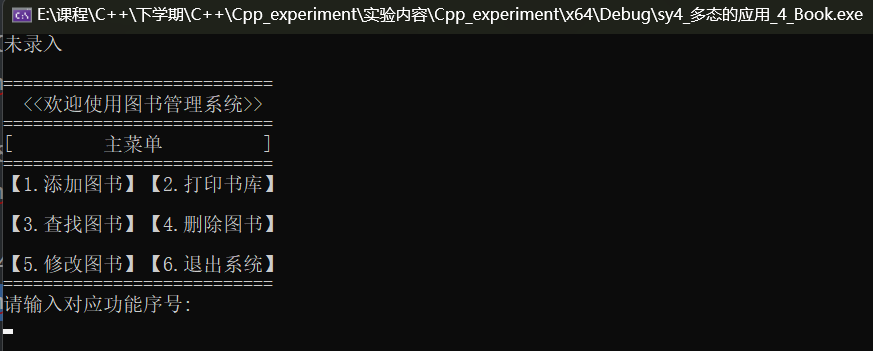 E:\课程\C++\下学期\C++\Cpp_experiment\实验内容\Cpp_experiment\x64\Debug\sy4_多态的应用_4_Book.exe
未录入
===========================
<<欢迎使用图书管理系统>>
===========================
[ 主菜单 ]
===========================
【1.添加图书】【2.打印书库】
【3.查找图书】【4.删除图书】
【5.修改图书】【6.退出系统】
===========================
请输入对应功能序号: